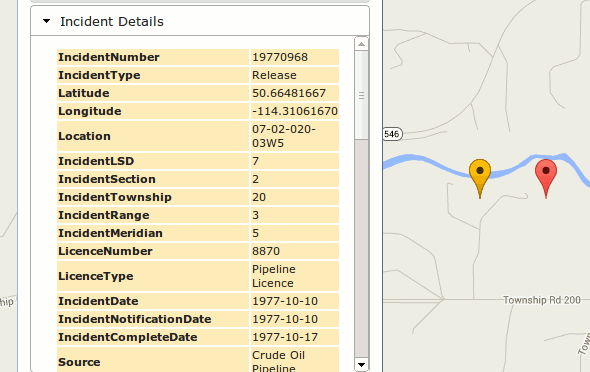 Incident Details
IncidentNumber 19770968
IncidentType Release
Latitude 50.66481667
Longitude -114.31061670
Location 07-02-020-
03W5
IncidentLSD 7
IncidentSection 2
IncidentTownship 20
IncidentRange 3
IncidentMeridian 5
LicenceNumber 8870
LicenceType Pipeline
Licence
IncidentDate 1977-10-10
IncidentNotificationDate 1977-10-10
IncidentCompleteDate 1977-10-17
Source Crude Oil
Pipeline
546
Township Rd 200
hip
Town